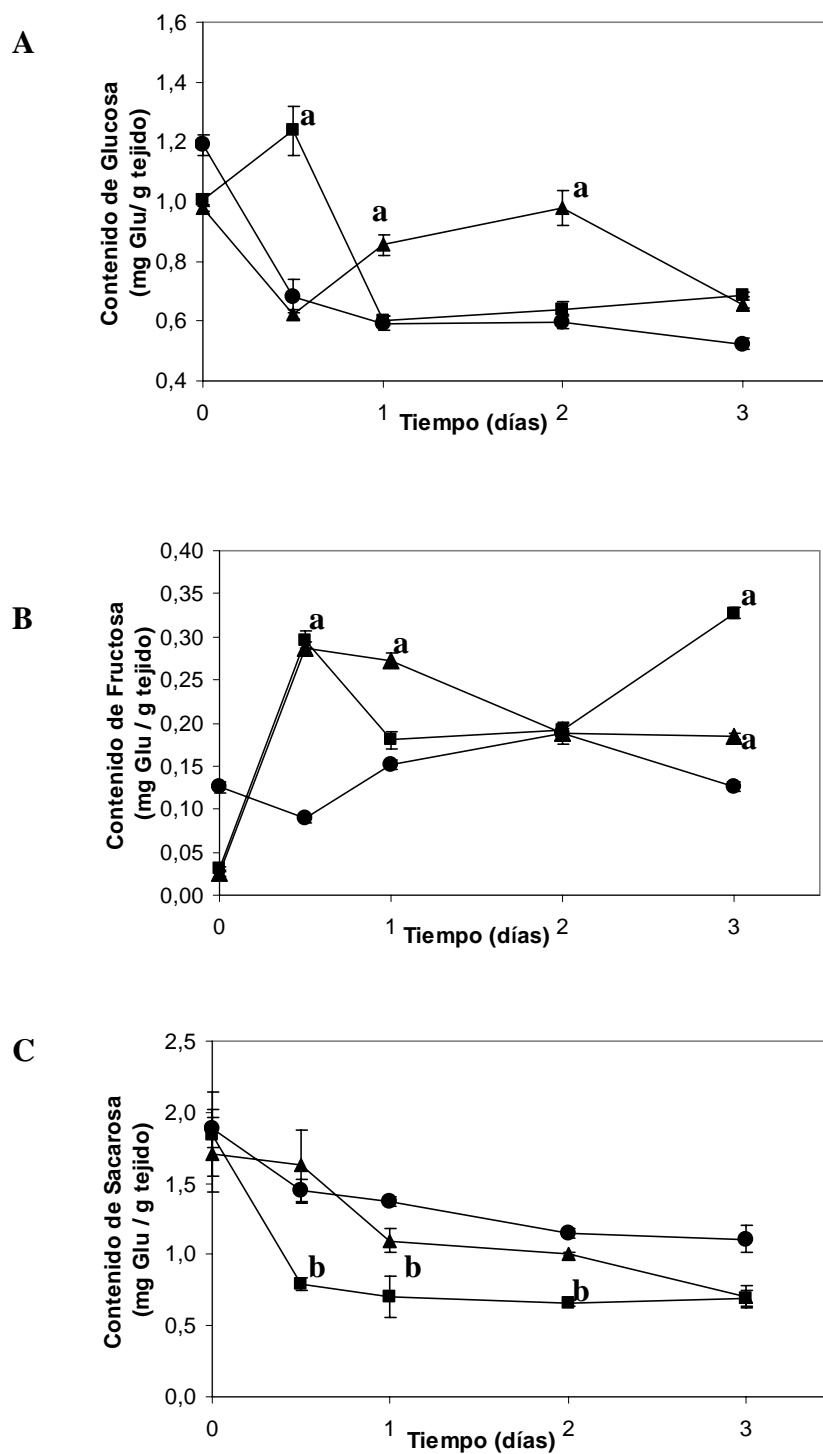 A
Contenido de Glucosa
(mg Glu/ g tejido)
1,6
1,4
1,2
1,0
0,8
0,6
0,4
a
a
a
0 1 2 3
Tiempo (días)
B
Contenido de Fructosa
(mg Glu / g tejido)
0,40
0,35
0,30
0,25
0,20
0,15
0,10
0,05
0,00
a
a
a
a
0 1 2 3
Tiempo (días)
C
Contenido de Sacarosa
(mg Glu / g tejido)
2,5
2,0
1,5
1,0
0,5
0,0
b
b
b
0 1 2 3
Tiempo (días)